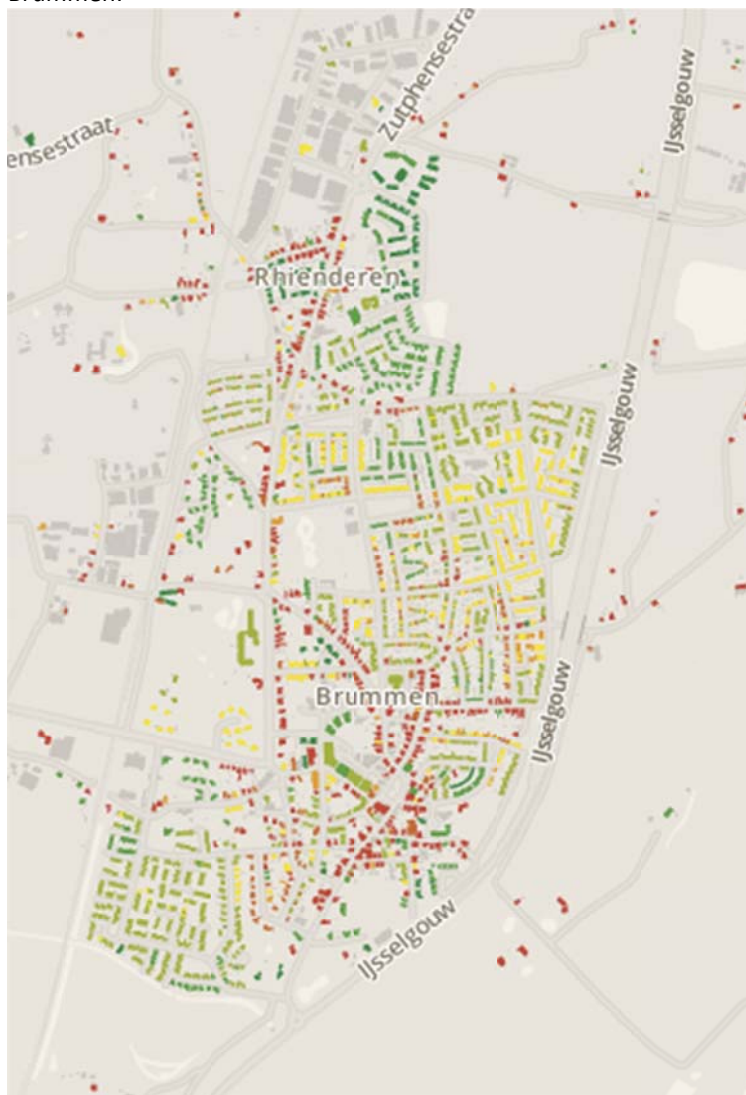 Brummen.
Zutphensestra
IJsselgouw
ensestraat
Rhienderen
IJsselgouw
Brummen
IJsselgouw
IJsselgouw